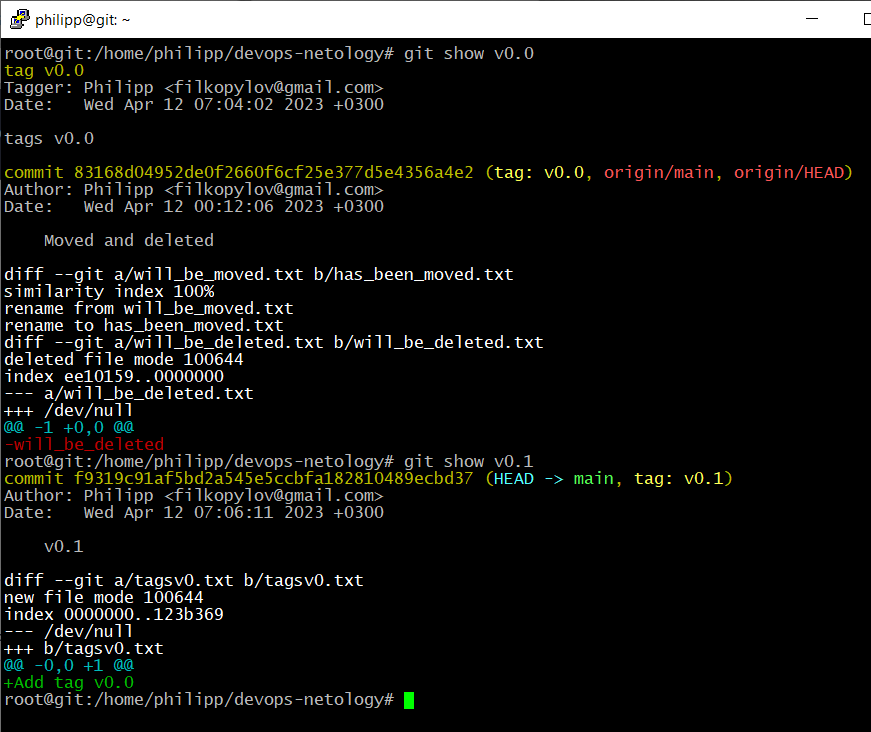 philipp@git: ~
root@git:/home/philipp/devops-netology# git show v0.0
tag v0.0
Tagger: Philipp <filkopylov@gmail.com>
Date:   Wed Apr 12 07:04:02 2023 +0300

tags v0.0

commit 83168d04952de0f2660f6cf25e377d5e4356a4e2 (tag: v0.0, origin/main, origin/HEAD)
Author: Philipp <filkopylov@gmail.com>
Date:   Wed Apr 12 00:12:06 2023 +0300

    Moved and deleted

diff --git a/will_be_moved.txt b/has_been_moved.txt
similarity index 100%
rename from will_be_moved.txt
rename to has_been_moved.txt
diff --git a/will_be_deleted.txt b/will_be_deleted.txt
deleted file mode 100644
index ee10159..0000000
--- a/will_be_deleted.txt
+++ /dev/null
@@ -1 +0,0 @@
-will_be_deleted
root@git:/home/philipp/devops-netology# git show v0.1
commit f9319c91af5bd2a545e5ccbfa182810489ecbd37 (HEAD -> main, tag: v0.1)
Author: Philipp <filkopylov@gmail.com>
Date:   Wed Apr 12 07:06:11 2023 +0300

    v0.1

diff --git a/tagsv0.txt b/tagsv0.txt
new file mode 100644
index 0000000..123b369
--- /dev/null
+++ b/tagsv0.txt
@@ -0,0 +1 @@
+Add tag v0.0
root@git:/home/philipp/devops-netology#